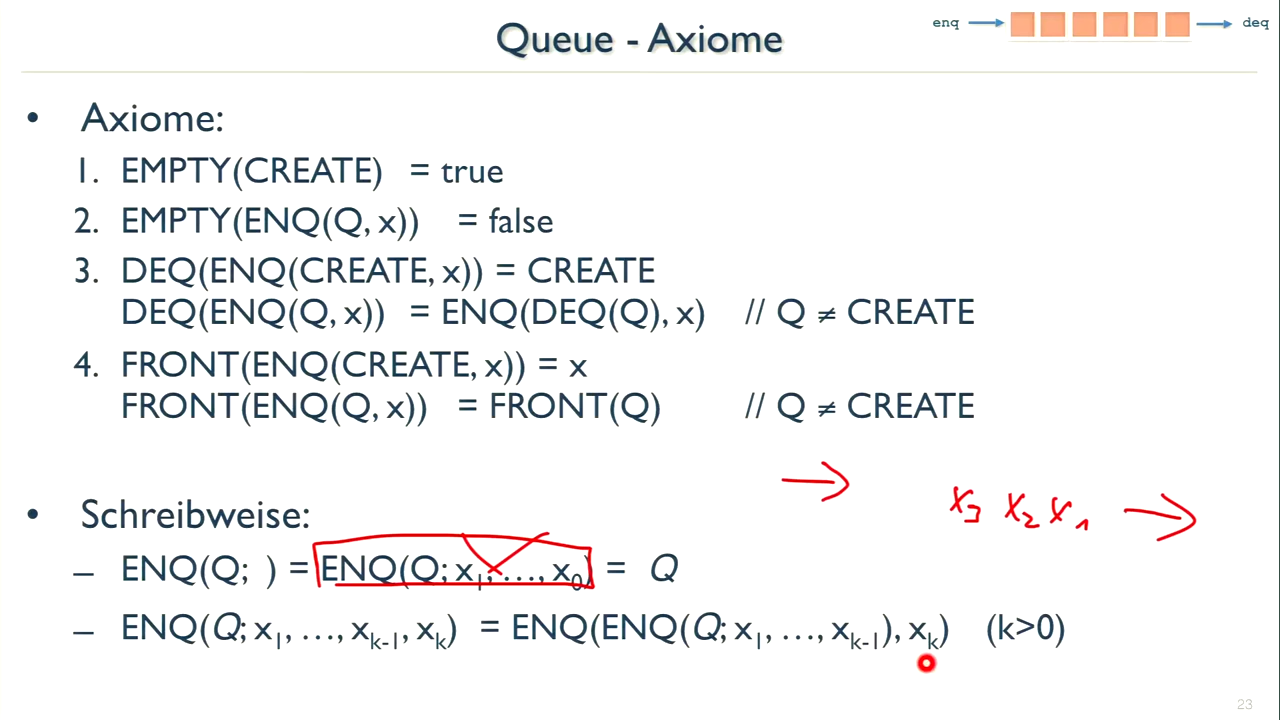 Queue - Axiome
enq deq
• Axiome:
1. EMPTY(CREATE) = true
2. EMPTY(ENQ(Q, x)) = false
3. DEQ(ENQ(CREATE, x)) = CREATE
DEQ(ENQ(Q, x)) = ENQ(DEQ(Q), x) // Q ≠ CREATE
4. FRONT(ENQ(CREATE, x)) = x
FRONT(ENQ(Q, x)) = FRONT(Q) // Q ≠ CREATE
→
x₃ x₂ x₁ →
• Schreibweise:
– ENQ(Q; ) = ENQ(Q; x₁, …, x₀) = Q
– ENQ(Q; x₁, …, xₖ₋₁, xₖ) = ENQ(ENQ(Q; x₁, …, xₖ₋₁), xₖ) (k>0)
23